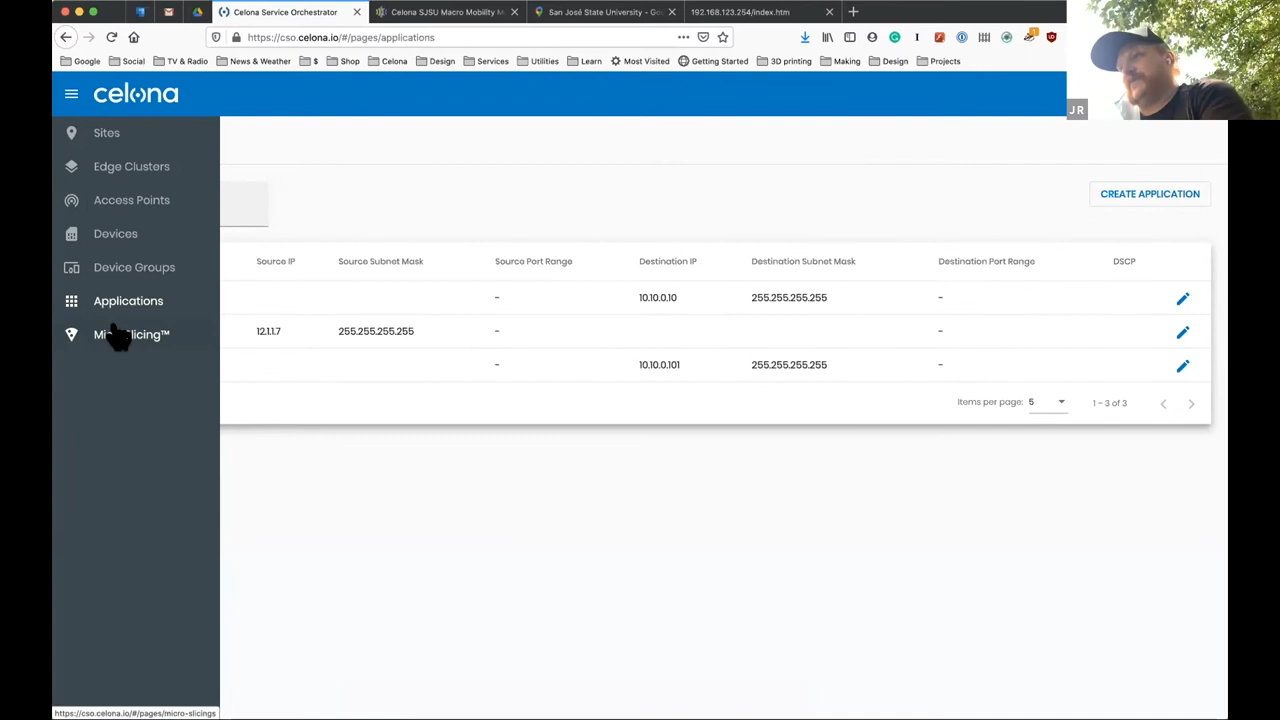 Celona Service Orchestrator
Celona SJSU Macro Mobility M
San José State University - Go
192.168.123.254/index.htm
https://cso.celona.io/#/pages/applications
Google
Social
TV & Radio
News & Weather
$
Shop
Celona
Design
Services
Utilities
Learn
Most Visited
Getting Started
3D printing
Making
Design
Projects
JR
celona
Sites
Edge Clusters
Access Points
Devices
Device Groups
Applications
CREATE APPLICATION
Source IP Source Subnet Mask Source Port Range Destination IP Destination Subnet Mask Destination Port Range DSCP
- 10.10.0.10 255.255.255.255 -
12.1.1.7 255.255.255.255 - -
- 10.10.0.101 255.255.255.255 -
Items per page: 5 1 – 3 of 3
https://cso.celona.io/#/pages/micro-slicings